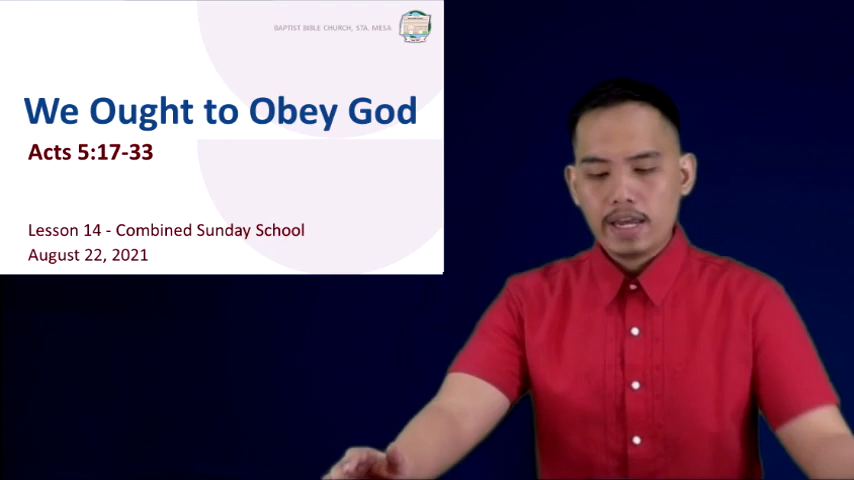 BAPTIST BIBLE CHURCH, STA. MESA
We Ought to Obey God
Acts 5:17-33
Lesson 14 - Combined Sunday School
August 22, 2021